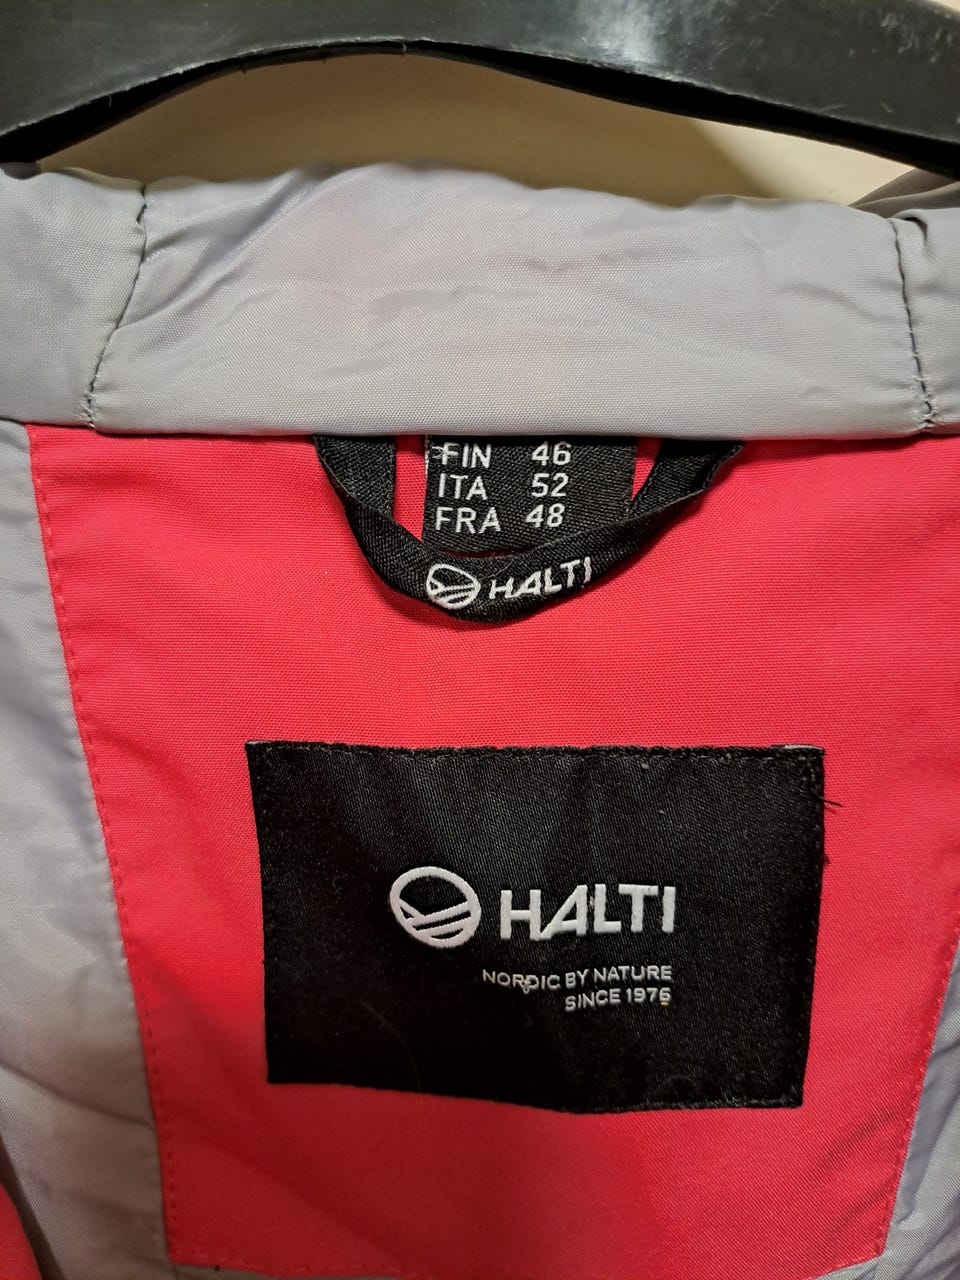 FIN 46
ITA 52
FRA 48
HALTI
HALTI
NORDIC BY NATURE
SINCE 1976